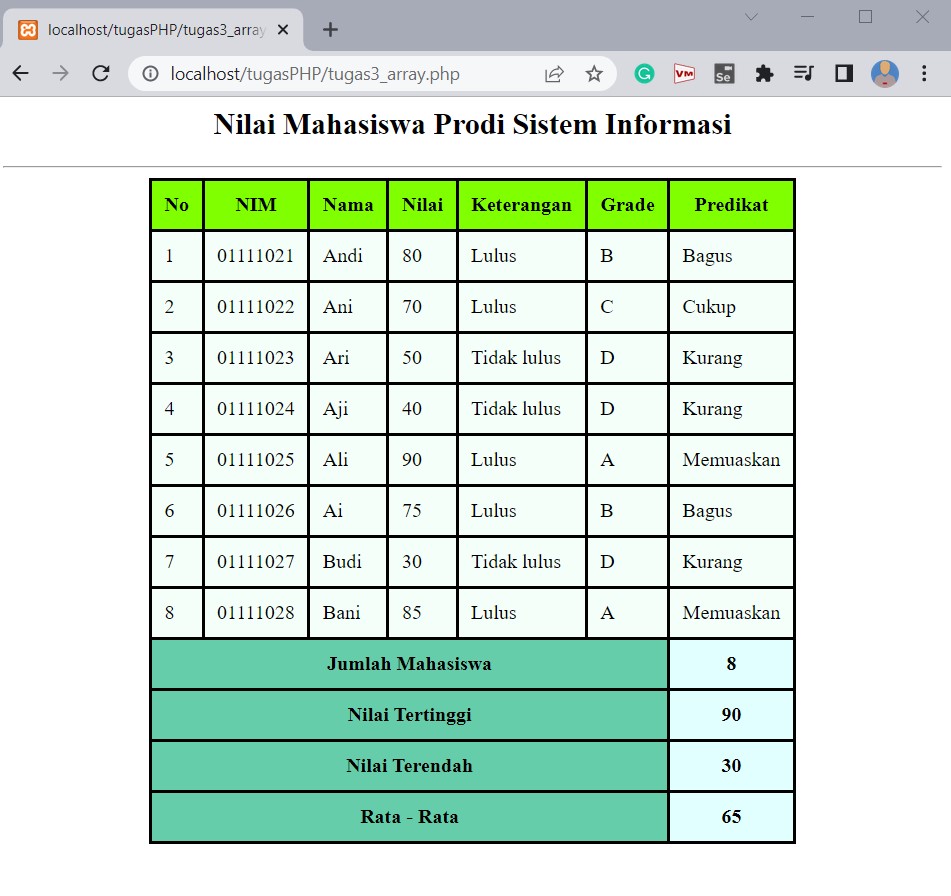 localhost/tugasPHP/tugas3_array
localhost/tugasPHP/tugas3_array.php
G VM Se
Nilai Mahasiswa Prodi Sistem Informasi
No NIM Nama Nilai Keterangan Grade Predikat
1 01111021 Andi 80 Lulus B Bagus
2 01111022 Ani 70 Lulus C Cukup
3 01111023 Ari 50 Tidak lulus D Kurang
4 01111024 Aji 40 Tidak lulus D Kurang
5 01111025 Ali 90 Lulus A Memuaskan
6 01111026 Ai 75 Lulus B Bagus
7 01111027 Budi 30 Tidak lulus D Kurang
8 01111028 Bani 85 Lulus A Memuaskan
Jumlah Mahasiswa 8
Nilai Tertinggi 90
Nilai Terendah 30
Rata - Rata 65